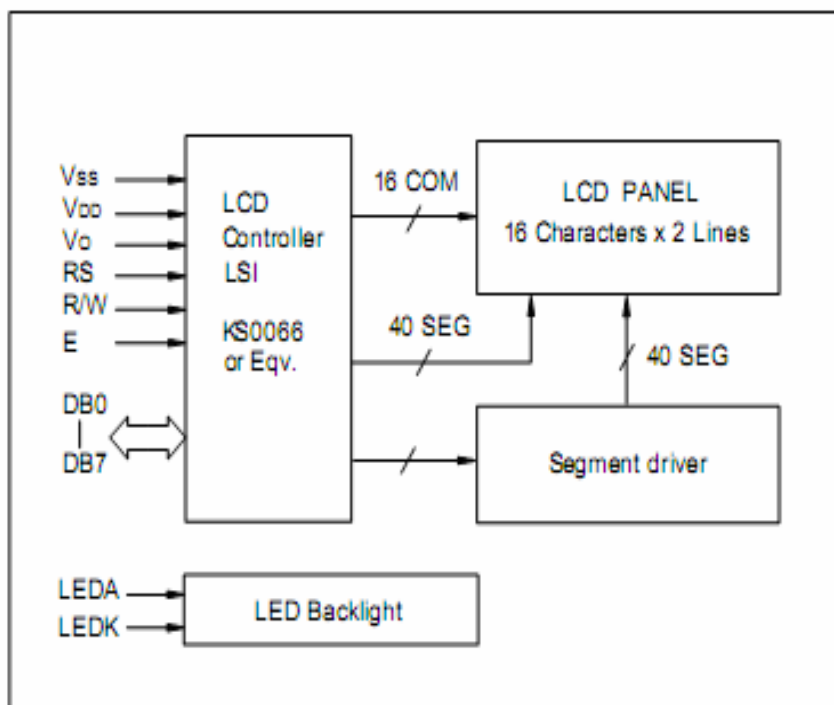 Vss
VDD
Vo
RS
R/W
E
DB0
DB7
LCD
Controller
LSI
KS0066
or Eqv.
16 COM
40 SEG
LCD PANEL
16 Characters x 2 Lines
40 SEG
Segment driver
LEDA
LEDK
LED Backlight